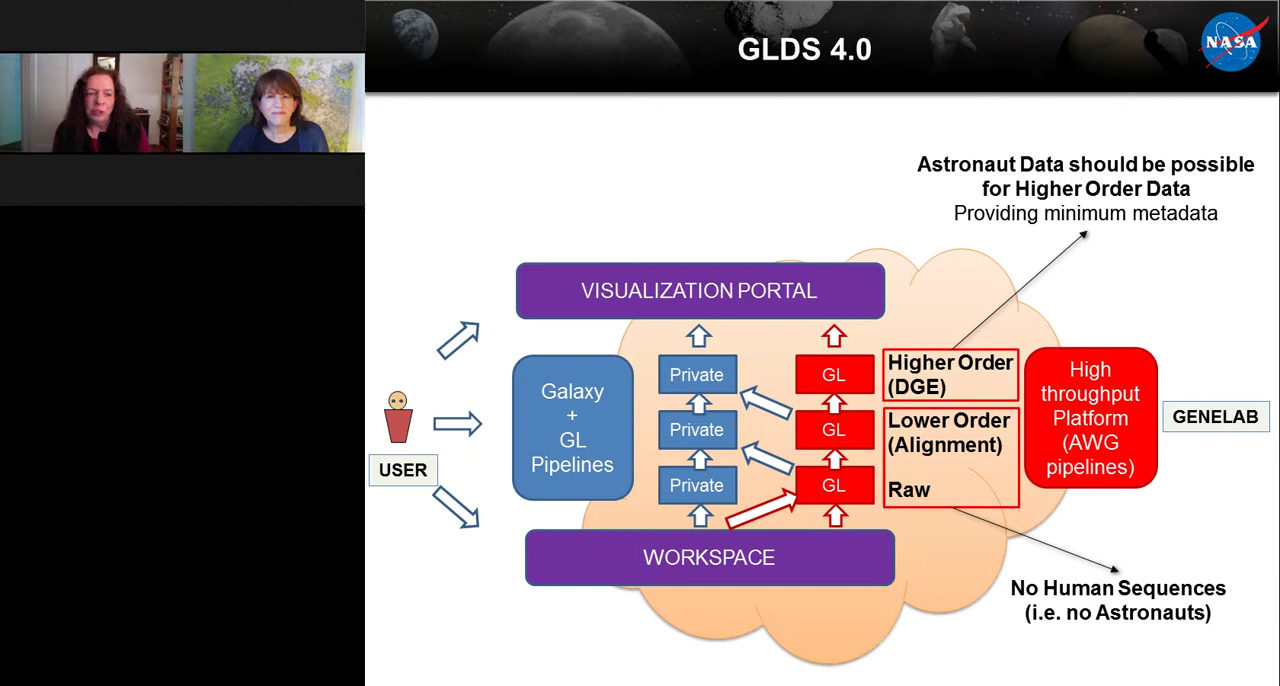 GLDS 4.0
NASA
Astronaut Data should be possible
for Higher Order Data
Providing minimum metadata
VISUALIZATION PORTAL
Galaxy
+
GL
Pipelines
Private
GL
Private
GL
Private
GL
Higher Order
(DGE)
Lower Order
(Alignment)
Raw
High
throughput
Platform
(AWG
pipelines)
GENELAB
USER
WORKSPACE
No Human Sequences
(i.e. no Astronauts)